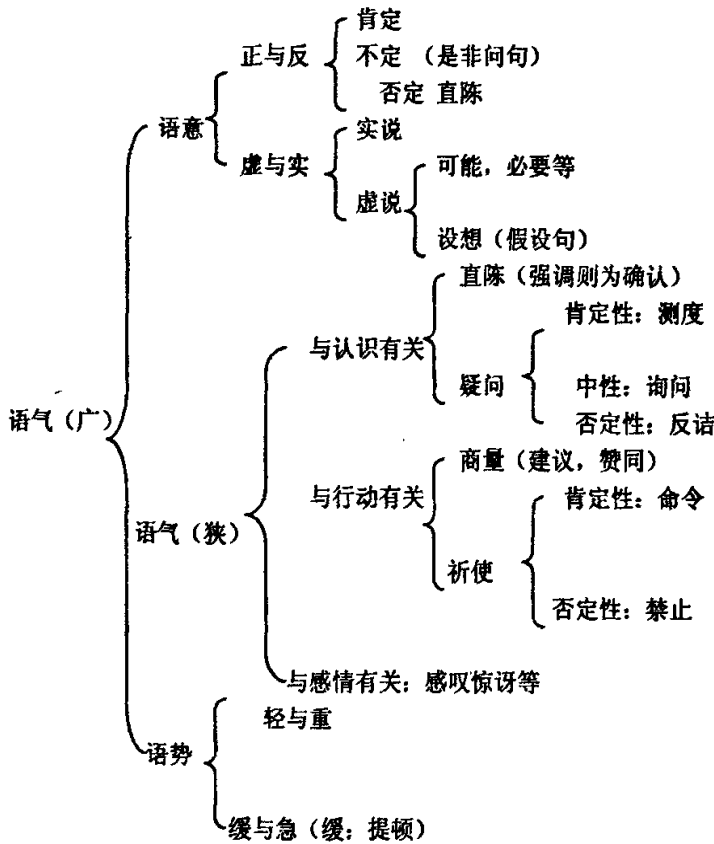 肯定
正与反
不定 （是非问句）
否定 直陈
语意
实说
虚与实
可能，必要等
虚说
设想（假设句）
直陈（强调则为确认）
肯定性：测度
与认识有关
疑问
中性：询问
语气（广）
否定性：反诘
商量（建议，赞同）
与行动有关
肯定性：命令
语气（狭）
祈使
否定性：禁止
与感情有关：感叹惊讶等
轻与重
语势
缓与急（缓：提顿）